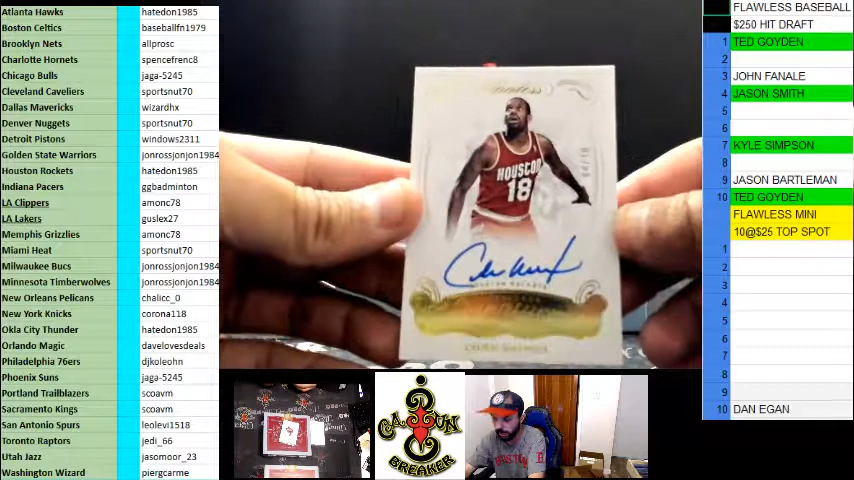 Atlanta Hawks hatedon1985
Boston Celtics baseballfn1979
Brooklyn Nets allprosc
Charlotte Hornets spencefrenc8
Chicago Bulls jaga-5245
Cleveland Cavaliers sportsnut70
Dallas Mavericks wizardhx
Denver Nuggets sportsnut70
Detroit Pistons windows2311
Golden State Warriors jonrossjonjon1984
Houston Rockets hatedon1985
Indiana Pacers ggbadminton
LA Clippers amonc78
LA Lakers guslex27
Memphis Grizzlies amonc78
Miami Heat sportsnut70
Milwaukee Bucs jonrossjonjon1984
Minnesota Timberwolves jonrossjonjon1984
New Orleans Pelicans chalicc_0
New York Knicks corona118
Okla City Thunder hatedon1985
Orlando Magic davelovesdeals
Philadelphia 76ers djkoleohn
Phoenix Suns jaga-5245
Portland Trailblazers scoavm
Sacramento Kings scoavm
San Antonio Spurs leolevi1518
Toronto Raptors jedi_66
Utah Jazz jasomoor_23
Washington Wizard piergcarme
HOUSTON
18
HOUSTON ROCKETS
CAJUN
BREAKER
BOSTON
FLAWLESS BASEBALL
$250 HIT DRAFT
1 TED GOYDEN
2
3 JOHN FANALE
4 JASON SMITH
5
6
7 KYLE SIMPSON
8
9 JASON BARTLEMAN
10 TED GOYDEN
FLAWLESS MINI
10@$25 TOP SPOT
1
2
3
4
5
6
7
8
9
10 DAN EGAN